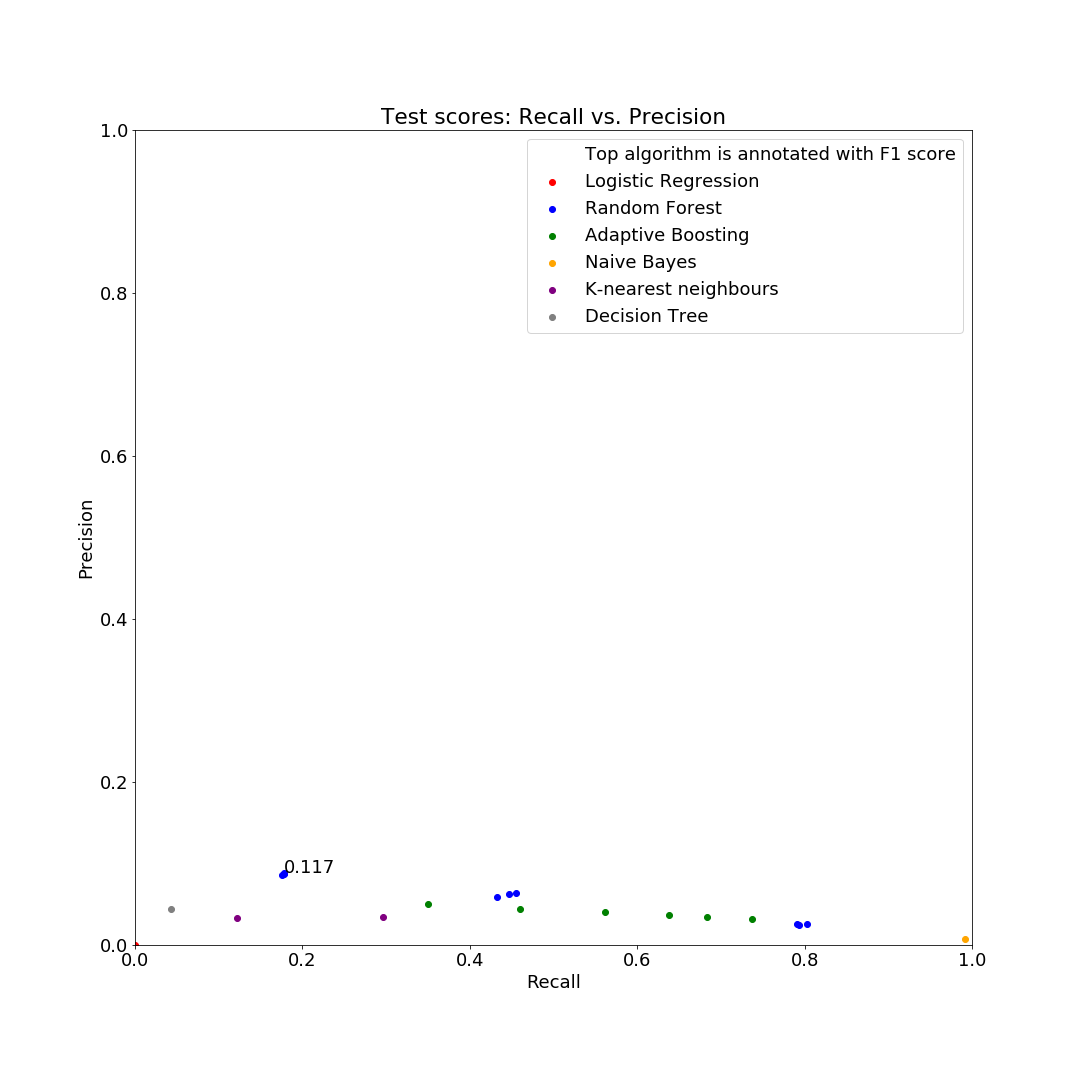 Test scores: Recall vs. Precision
1.0
0.8
0.6
0.4
0.2
0.0
Precision
Top algorithm is annotated with F1 score
Logistic Regression
Random Forest
Adaptive Boosting
Naive Bayes
K-nearest neighbours
Decision Tree
0.117
0.0 0.2 0.4 0.6 0.8 1.0
Recall